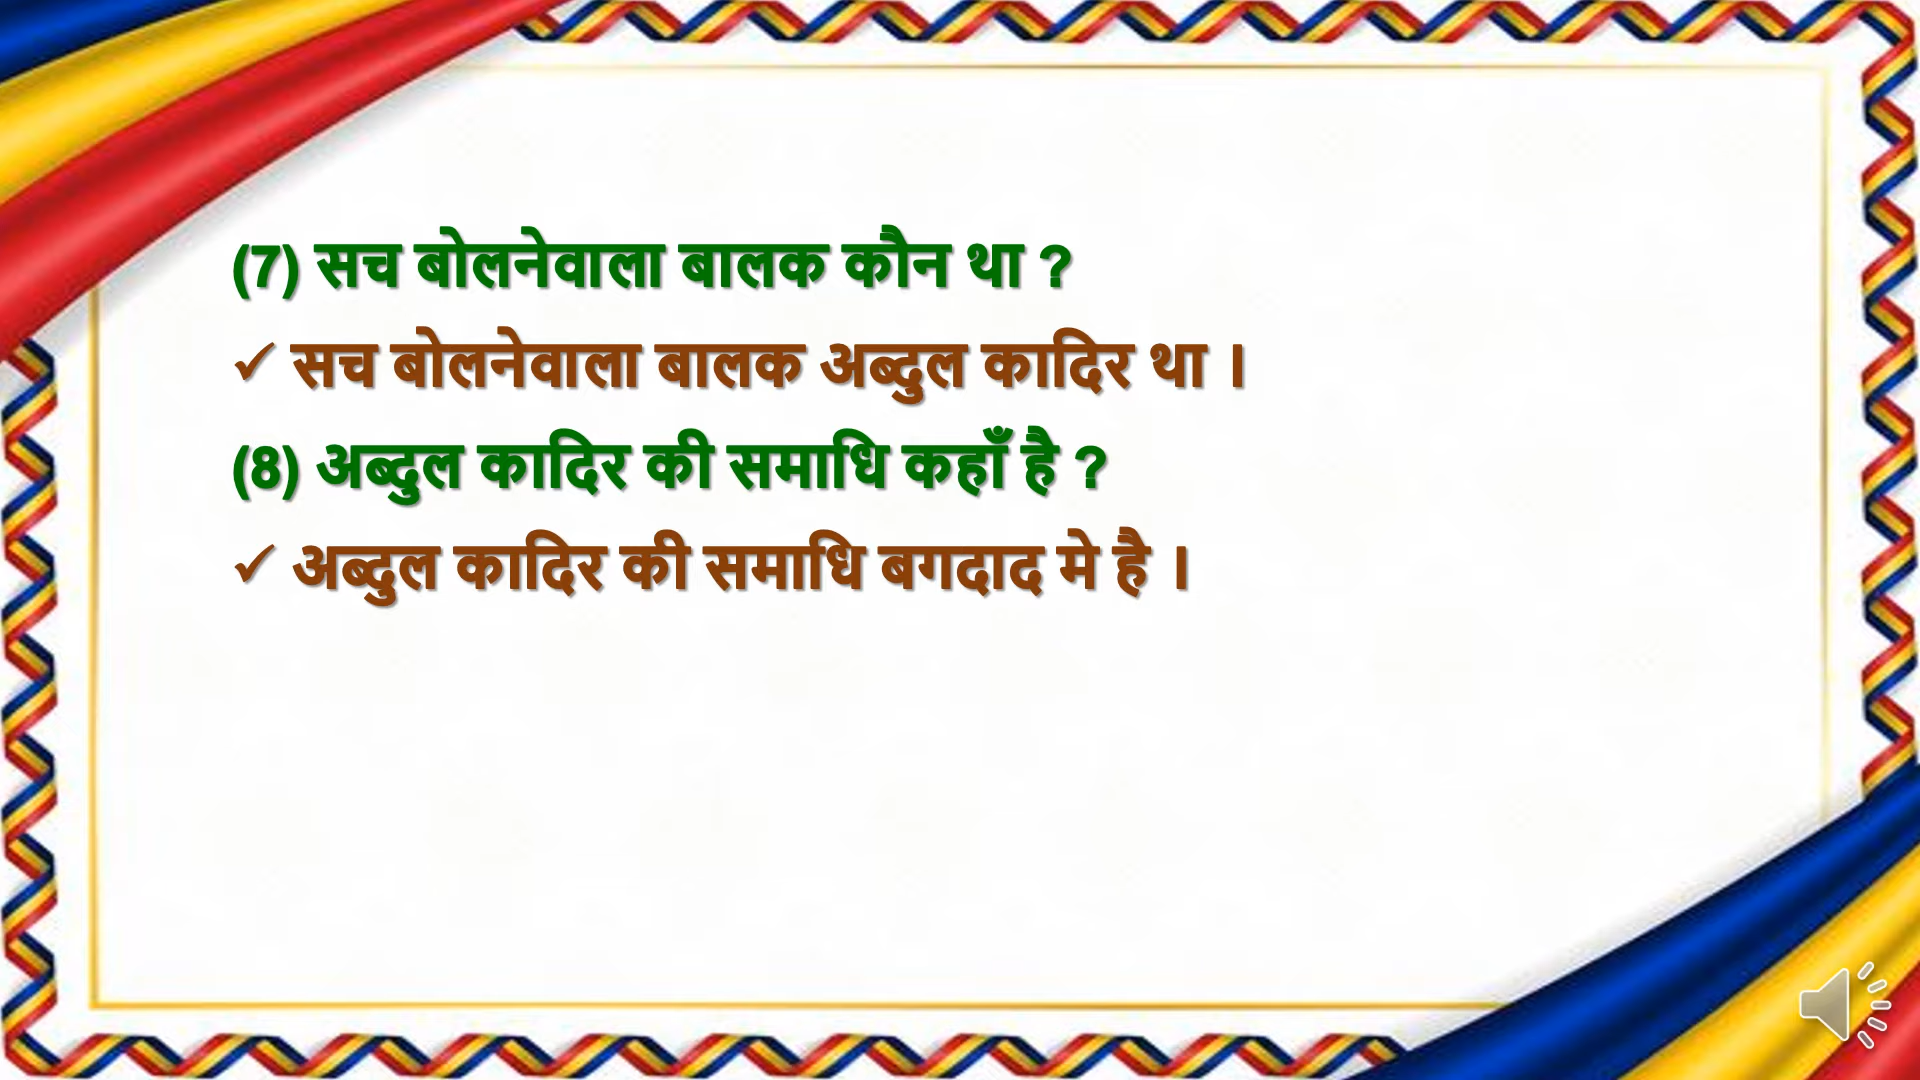 (7) सच बोलनेवाला बालक कौन था ?
✓ सच बोलनेवाला बालक अब्दुल कादिर था ।
(8) अब्दुल कादिर की समाधि कहाँ है ?
✓ अब्दुल कादिर की समाधि बगदाद मे है ।